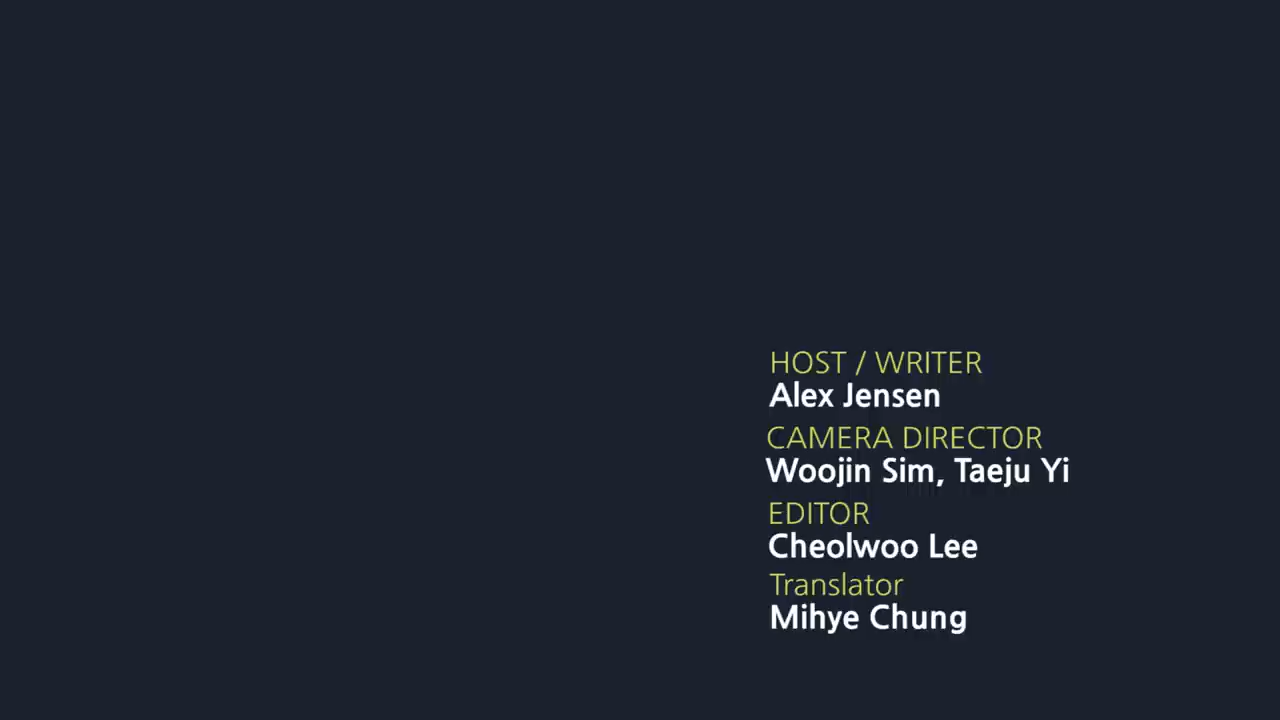 HOST / WRITER
Alex Jensen
CAMERA DIRECTOR
Woojin Sim, Taeju Yi
EDITOR
Cheolwoo Lee
Translator
Mihye Chung